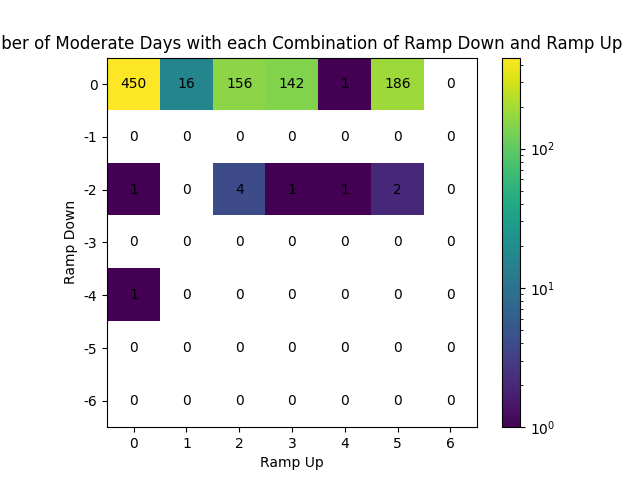 ber of Moderate Days with each Combination of Ramp Down and Ramp Up
0 450 16 156 142 1 186 0
-1 0 0 0 0 0 0 0
-2 1 0 4 1 1 2 0
-3 0 0 0 0 0 0 0
-4 1 0 0 0 0 0 0
-5 0 0 0 0 0 0 0
-6 0 0 0 0 0 0 0
0 1 2 3 4 5 6
Ramp Up
Ramp Down
10²
10¹
10⁰